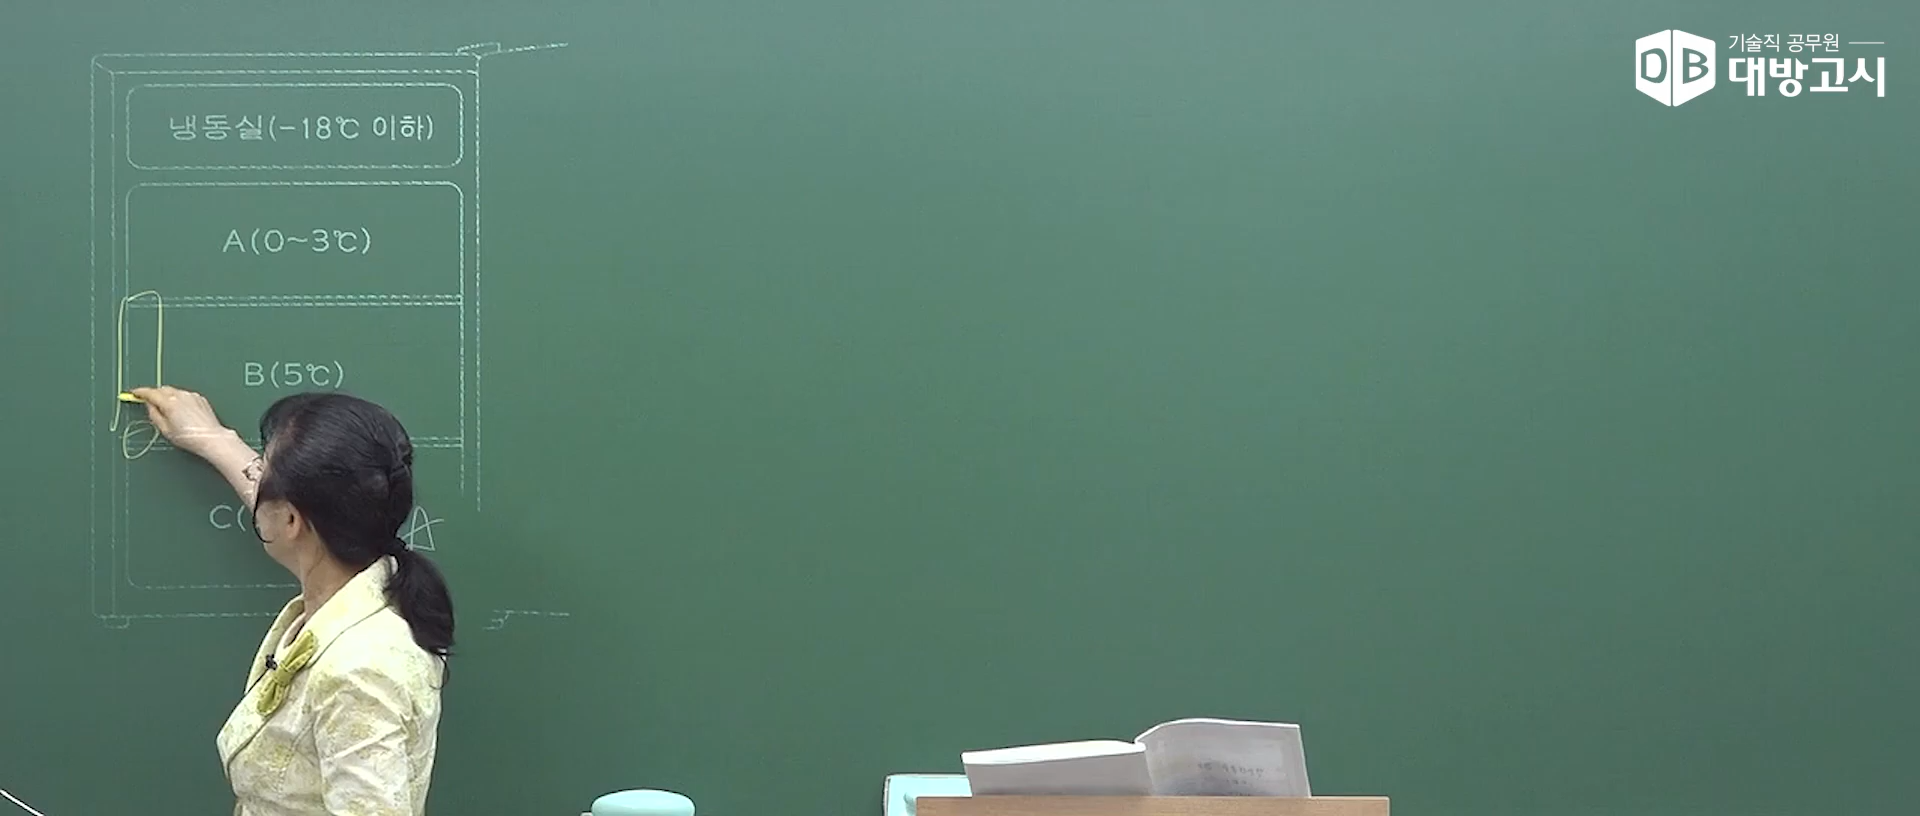 기술직 공무원
대방고시
DB
냉동실(-18℃ 이하)
A(0~3℃)
B(5℃)
C(
A